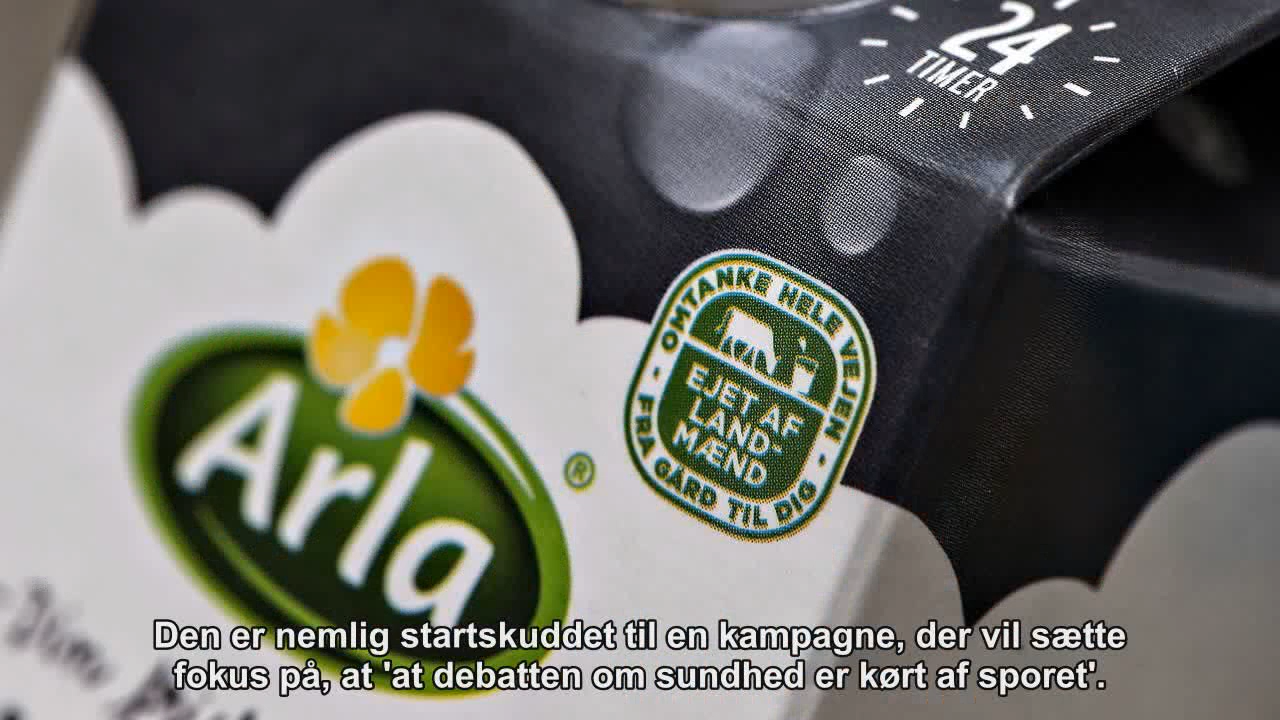 24
TIMER
OMTANKE HELE VEJEN
EJET AF
LAND-
MÆND
- FRA GÅRD TIL DIG -
Arla
®
Den er nemlig startskuddet til en kampagne, der vil sætte
fokus på, at 'at debatten om sundhed er kørt af sporet'.